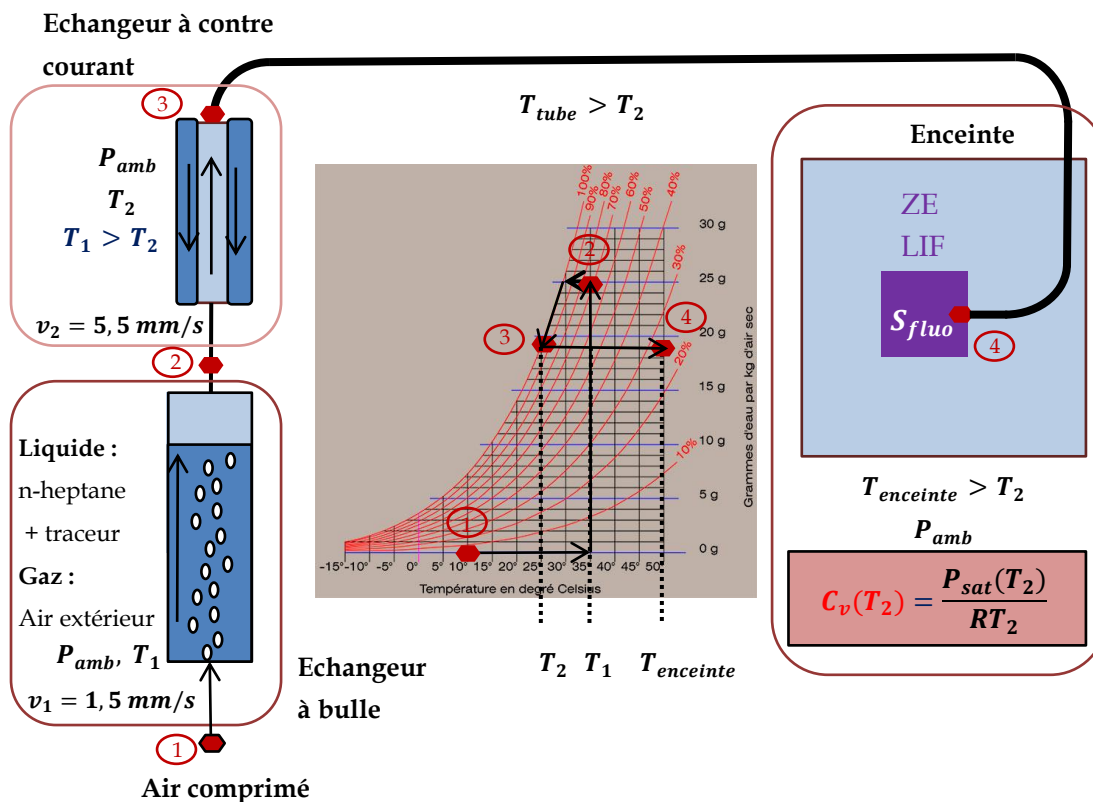 Echangeur à contre
courant
3
P_amb
T_2
T_1 > T_2
v_2 = 5,5 mm/s
2
Liquide :
n-heptane
+ traceur
Gaz :
Air extérieur
P_amb, T_1
v_1 = 1,5 mm/s
1
Air comprimé
Echangeur
à bulle
T_tube > T_2
100%
90%
80%
70%
60%
50%
40%
30%
20%
10%
30 g
25 g
20 g
15 g
10 g
5 g
0 g
Grammes d'eau par kg d'air sec
1
2
3
4
-15° -10° -5° 0° 5° 10° 15° 20° 25° 30° 35° 40° 45° 50°
Température en degré Celsius
T_2 T_1 T_enceinte
Enceinte
ZE
LIF
S_fluo
4
T_enceinte > T_2
P_amb
C_v(T_2) = P_sat(T_2) / RT_2